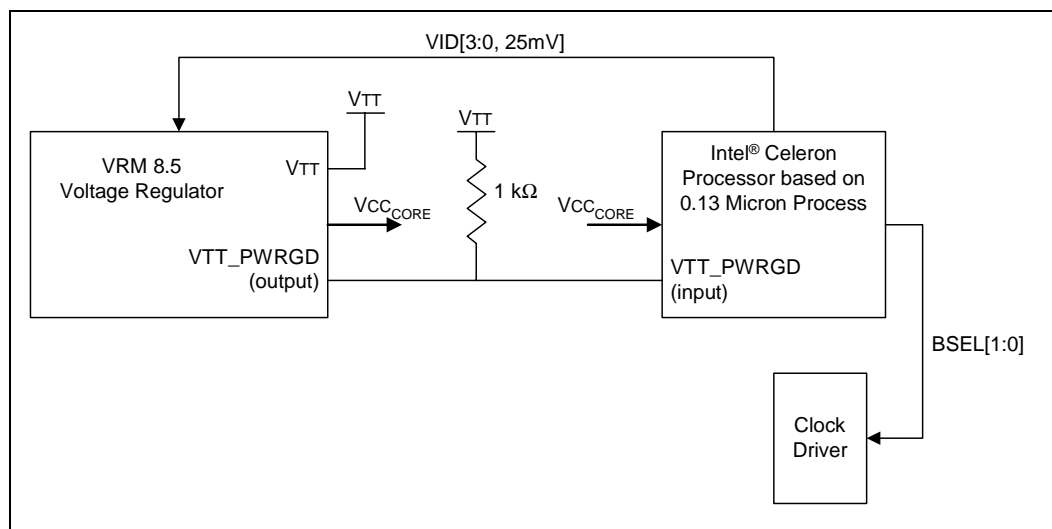 VID[3:0, 25mV]
VTT
VTT
VRM 8.5
Voltage Regulator
VTT
1 kΩ
Intel® Celeron
Processor based on
0.13 Micron Process
VCCCORE
VCCCORE
VTT_PWRGD
(output)
VTT_PWRGD
(input)
BSEL[1:0]
Clock
Driver